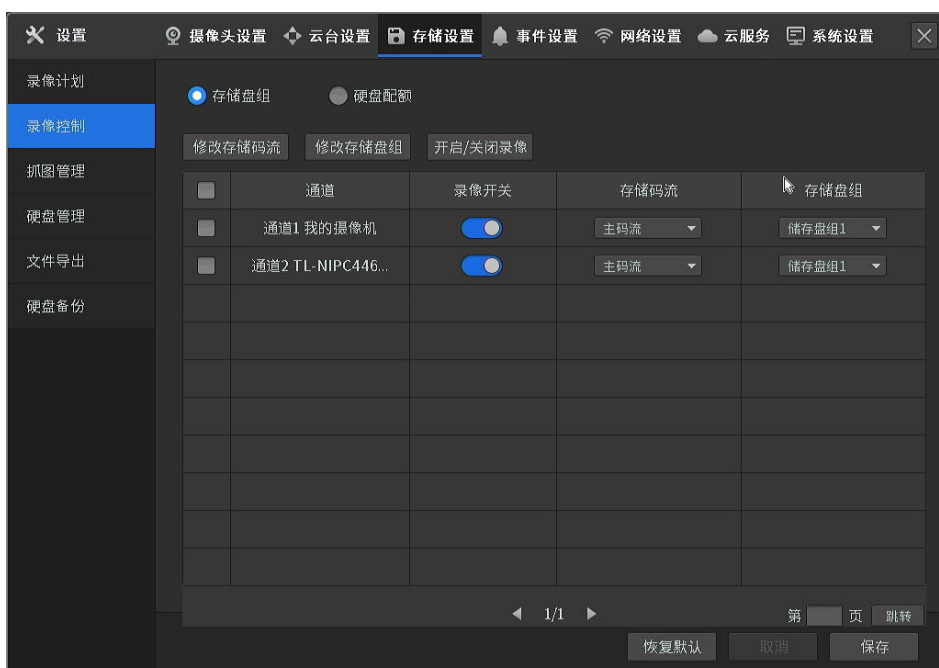 设置 摄像头设置 云台设置 存储设置 事件设置 网络设置 云服务 系统设置
录像计划
录像控制
抓图管理
硬盘管理
文件导出
硬盘备份
存储盘组 硬盘配额
修改存储码流 修改存储盘组 开启/关闭录像
通道 录像开关 存储码流 存储盘组
通道1 我的摄像机 主码流 储存盘组1
通道2 TL-NIPC446... 主码流 储存盘组1
1/1 第 页 跳转
恢复默认 取消 保存